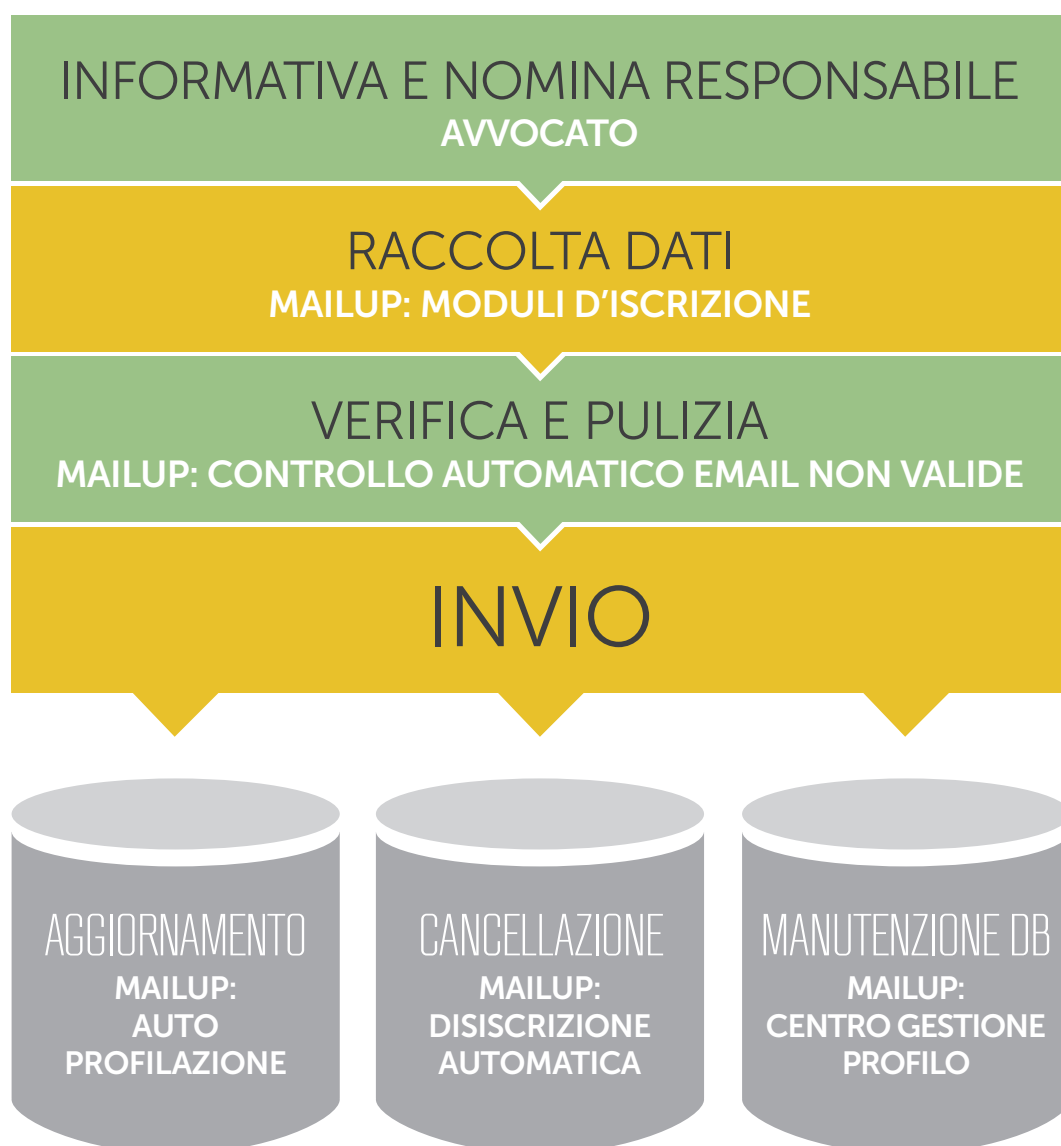 INFORMATIVA E NOMINA RESPONSABILE
AVVOCATO
RACCOLTA DATI
MAILUP: MODULI D'ISCRIZIONE
VERIFICA E PULIZIA
MAILUP: CONTROLLO AUTOMATICO EMAIL NON VALIDE
INVIO
AGGIORNAMENTO
MAILUP:
AUTO
PROFILAZIONE
CANCELLAZIONE
MAILUP:
DISISCRIZIONE
AUTOMATICA
MANUTENZIONE DB
MAILUP:
CENTRO GESTIONE
PROFILO